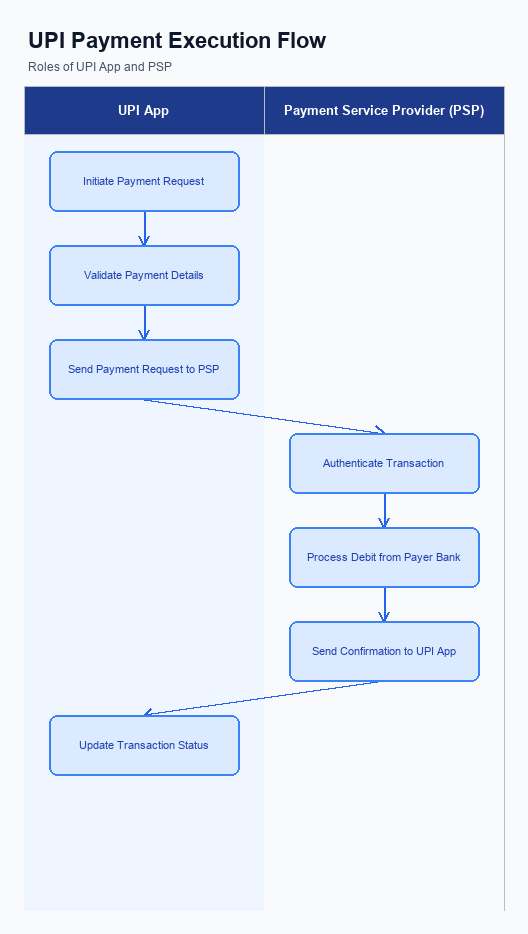 UPI Payment Execution Flow
Roles of UPI App and PSP
UPI App
Payment Service Provider (PSP)
Initiate Payment Request
Validate Payment Details
Send Payment Request to PSP
Authenticate Transaction
Process Debit from Payer Bank
Send Confirmation to UPI App
Update Transaction Status